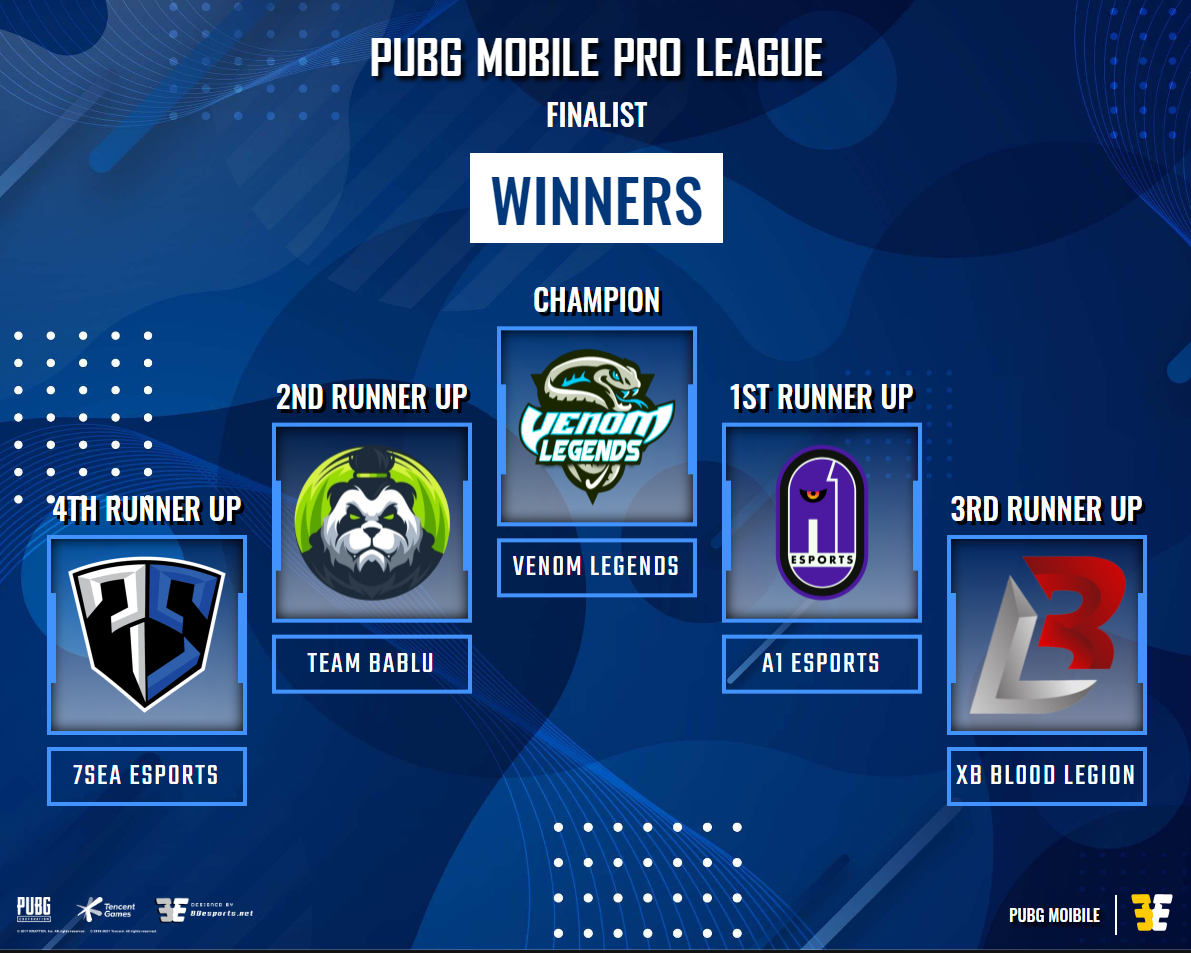 PUBG MOBILE PRO LEAGUE
FINALIST
WINNERS
CHAMPION
VENOM
LEGENDS
VENOM LEGENDS
2ND RUNNER UP
TEAM BABLU
1ST RUNNER UP
A1
ESPORTS
A1 ESPORTS
4TH RUNNER UP
7SEA ESPORTS
3RD RUNNER UP
XB BLOOD LEGION
PUBG
CORPORATION
Tencent
Games
DESIGNED BY
PUBG MOIBILE